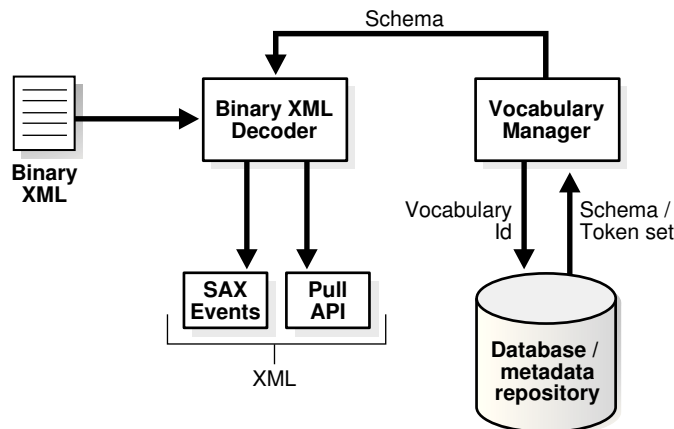 Schema
Binary XML
Decoder
Vocabulary
Manager
Binary
XML
Vocabulary
Id
Schema /
Token set
SAX
Events
Pull
API
XML
Database /
metadata
repository